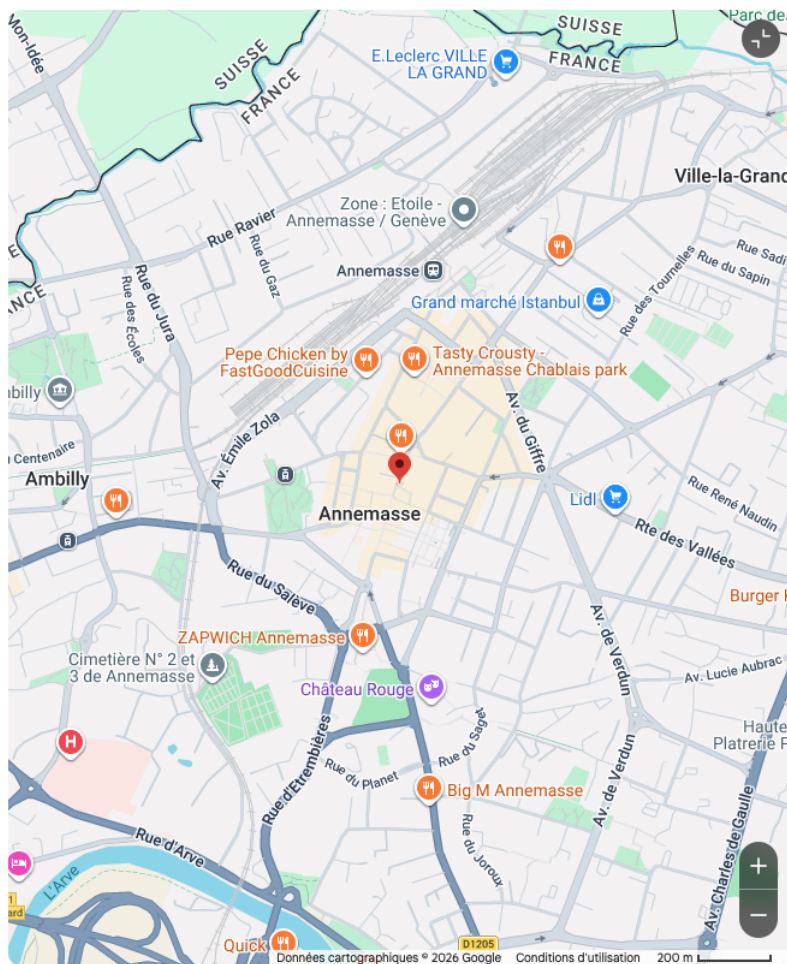 Mon-Idée
SUISSE
FRANCE
SUISSE
FRANCE
Parc de
E.Leclerc VILLE
LA GRAND
Ville-la-Grand
Zone : Etoile -
Annemasse / Genève
Rue Ravier
Rue du Gaz
Annemasse
Rue Sadi
Rue du Sapin
Rue des Tournelles
Grand marché Istanbul
NCE
Rue du Jura
Rue des Écoles
Pepe Chicken by
FastGoodCuisine
Tasty Crousty -
Annemasse Chablais park
mbilly
Av. du Giffre
Av. Émile Zola
Centenaire
Ambilly
Annemasse
Lidl
Rue René Naudin
Rte des Vallées
Rue du Salève
Burger
Av. de Verdun
ZAPWICH Annemasse
Cimetière N° 2 et
3 de Annemasse
Château Rouge
Av. Lucie Aubrac
H
Rue du Saget
Haute
Platrerie P
Rue du Planet
Rue d'Etrembières
Big M Annemasse
Av. de Verdun
Rue d'Arve
Rue du Joroux
Av. Charles de Gaulle
L'Arve
+
−
1
ard
Quick
D1205
Données cartographiques © 2026 Google
Conditions d'utilisation
200 m